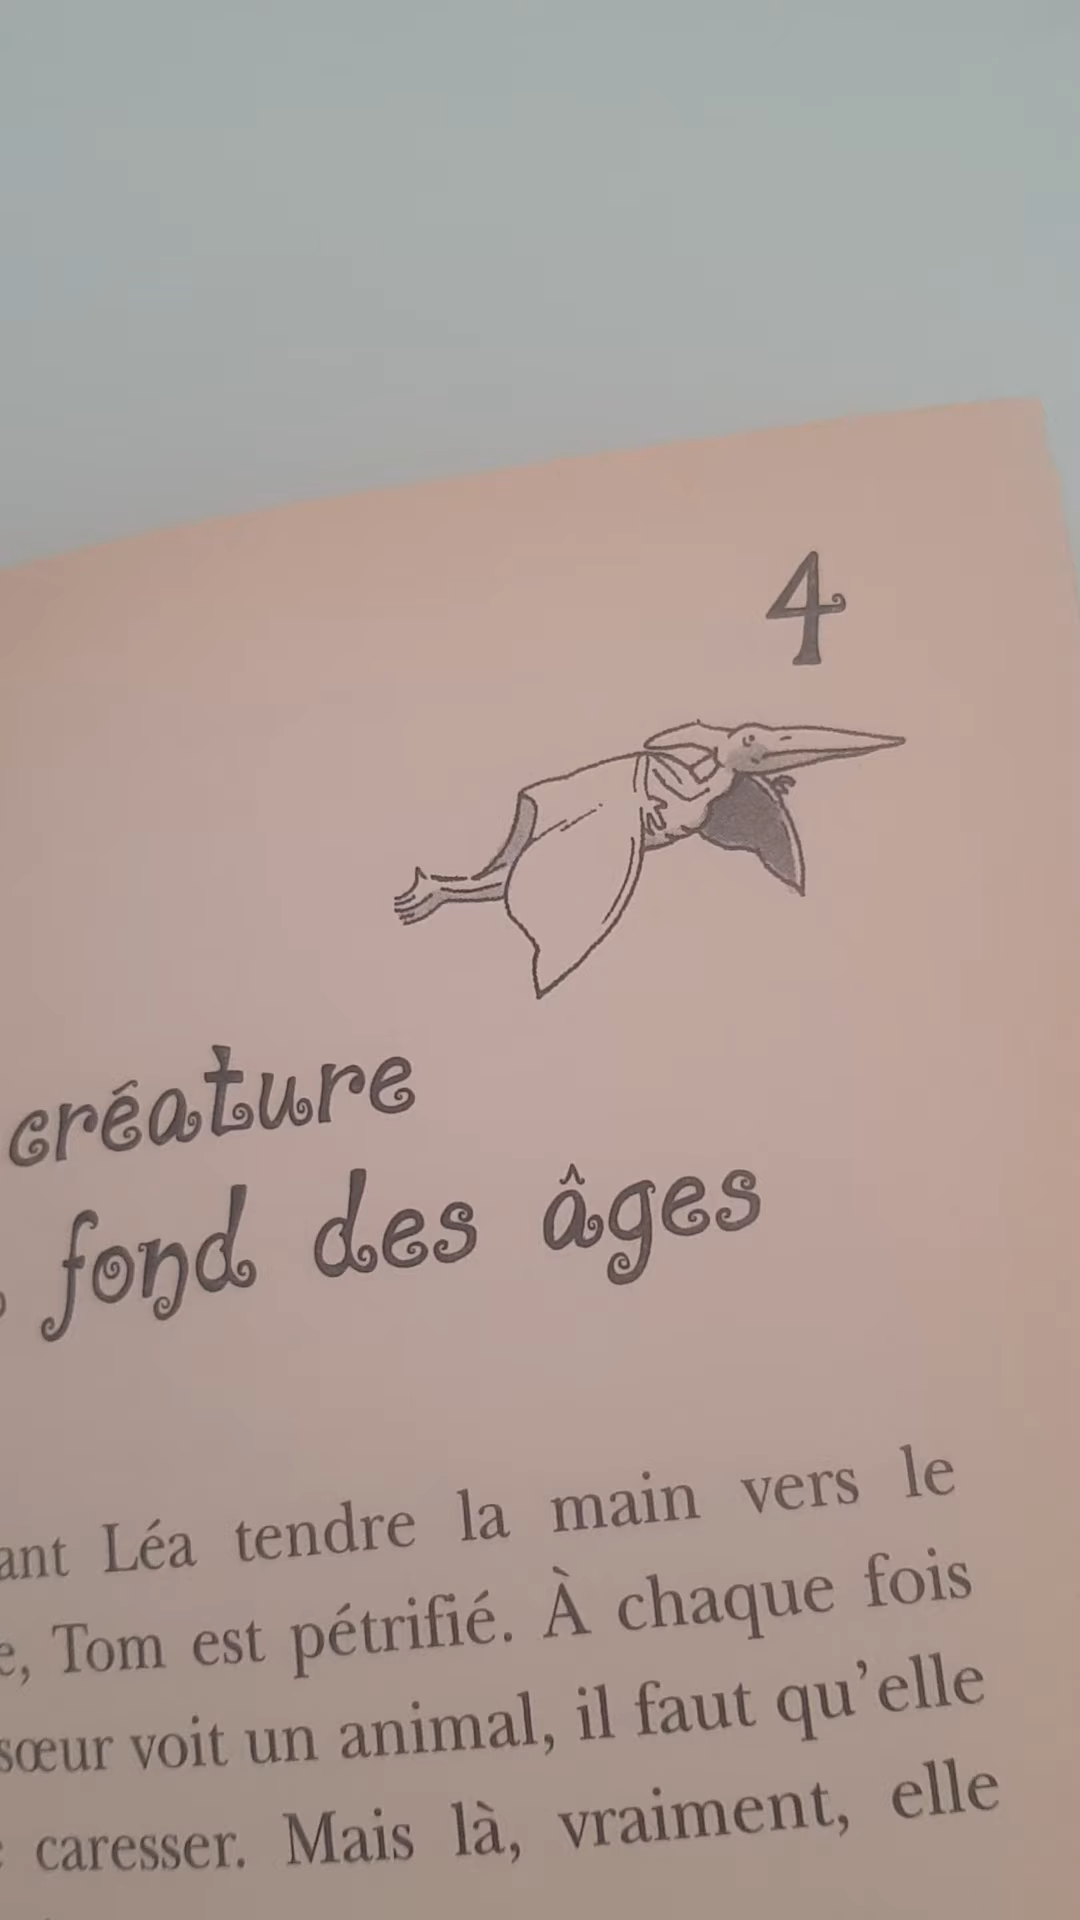 4
créature
fond des âges
ant Léa tendre la main vers le
e, Tom est pétrifié. À chaque fois
sœur voit un animal, il faut qu'elle
caresser. Mais là, vraiment, elle